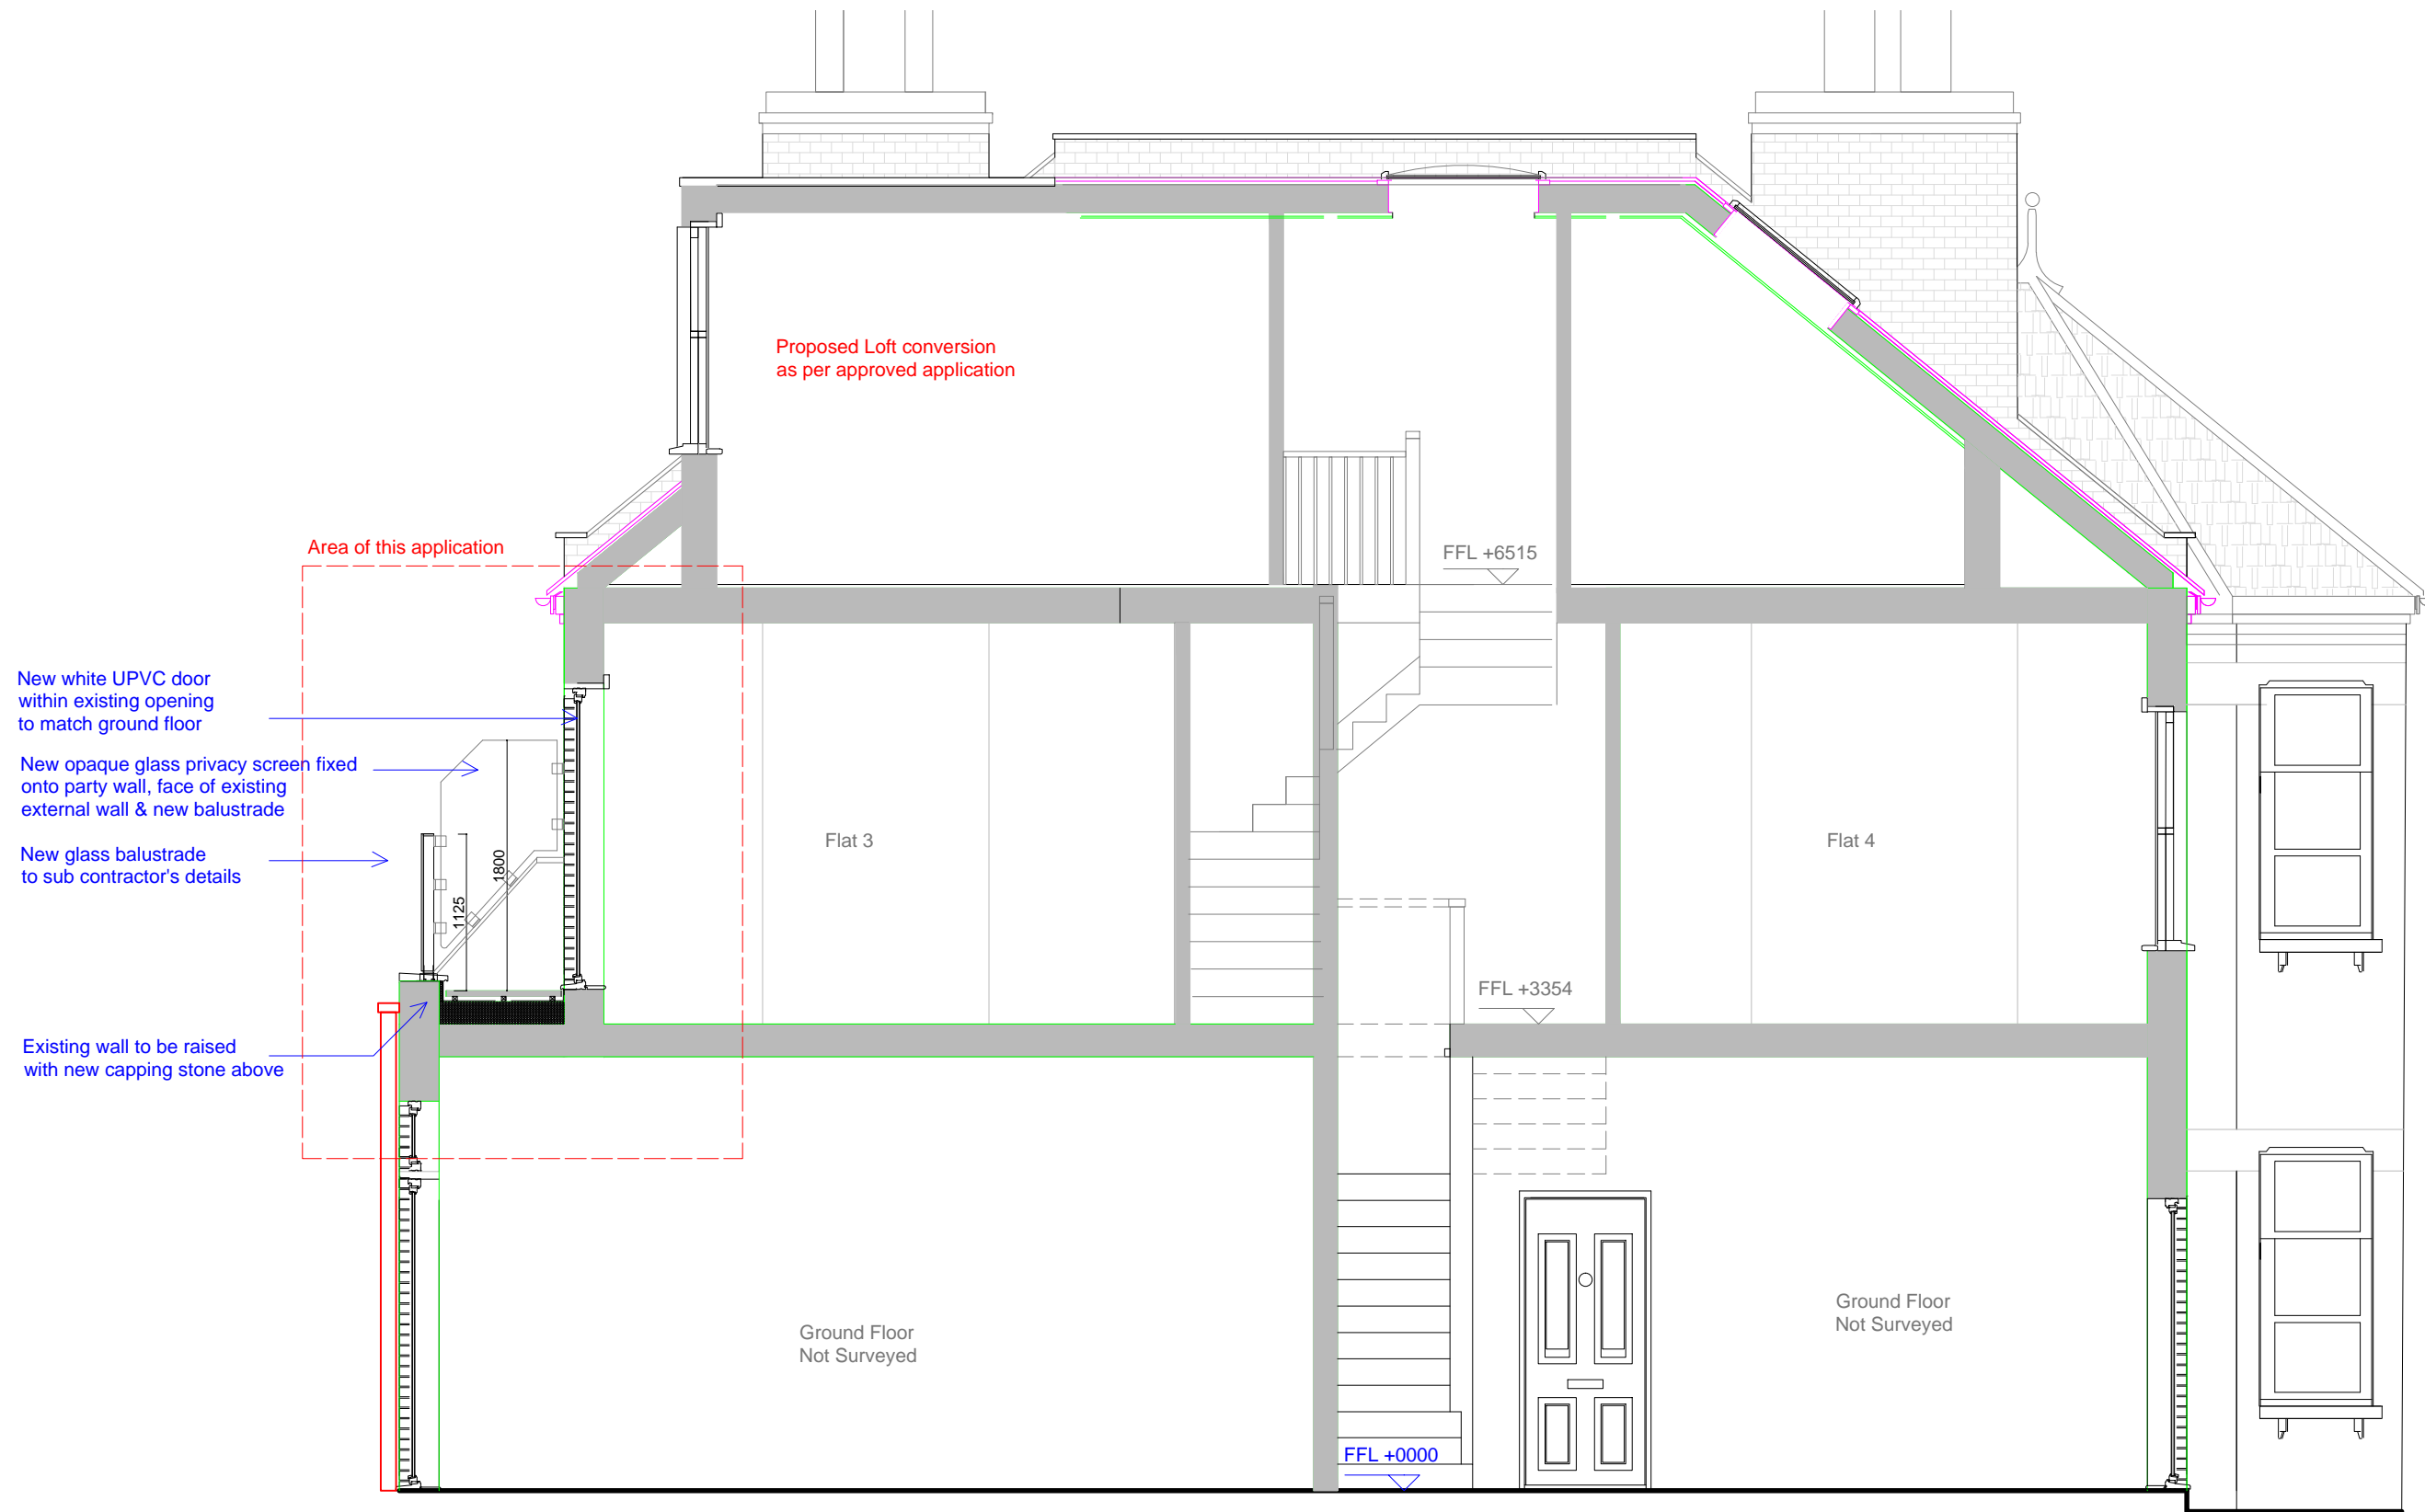 Proposed Loft conversion
as per approved application
Area of this application
FFL +6515
New white UPVC door
within existing opening
to match ground floor
New opaque glass privacy screen fixed
onto party wall, face of existing
external wall & new balustrade
New glass balustrade
to sub contractor's details
1125
1800
Flat 3
Flat 4
FFL +3354
Existing wall to be raised
with new capping stone above
Ground Floor
Not Surveyed
Ground Floor
Not Surveyed
FFL +0000